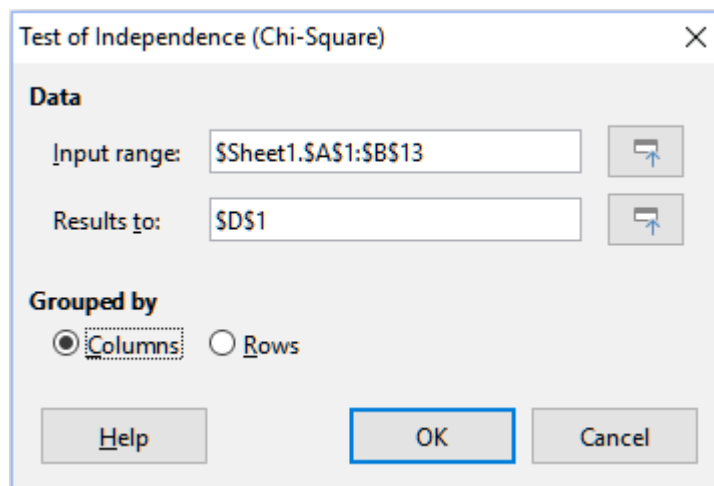 Test of Independence (Chi-Square)
Data
Input range: $Sheet1.$A$1:$B$13
Results to: $D$1
Grouped by
Columns Rows
Help OK Cancel